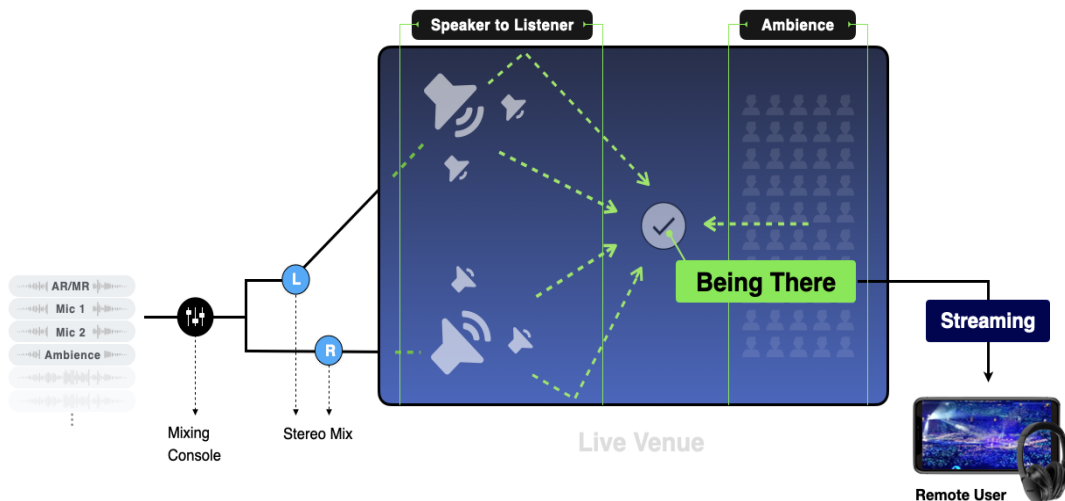 Speaker to Listener
Ambience
AR/MR
Mic 1
Mic 2
Ambience
L
R
Being There
Streaming
Mixing
Console
Stereo Mix
Live Venue
Remote User